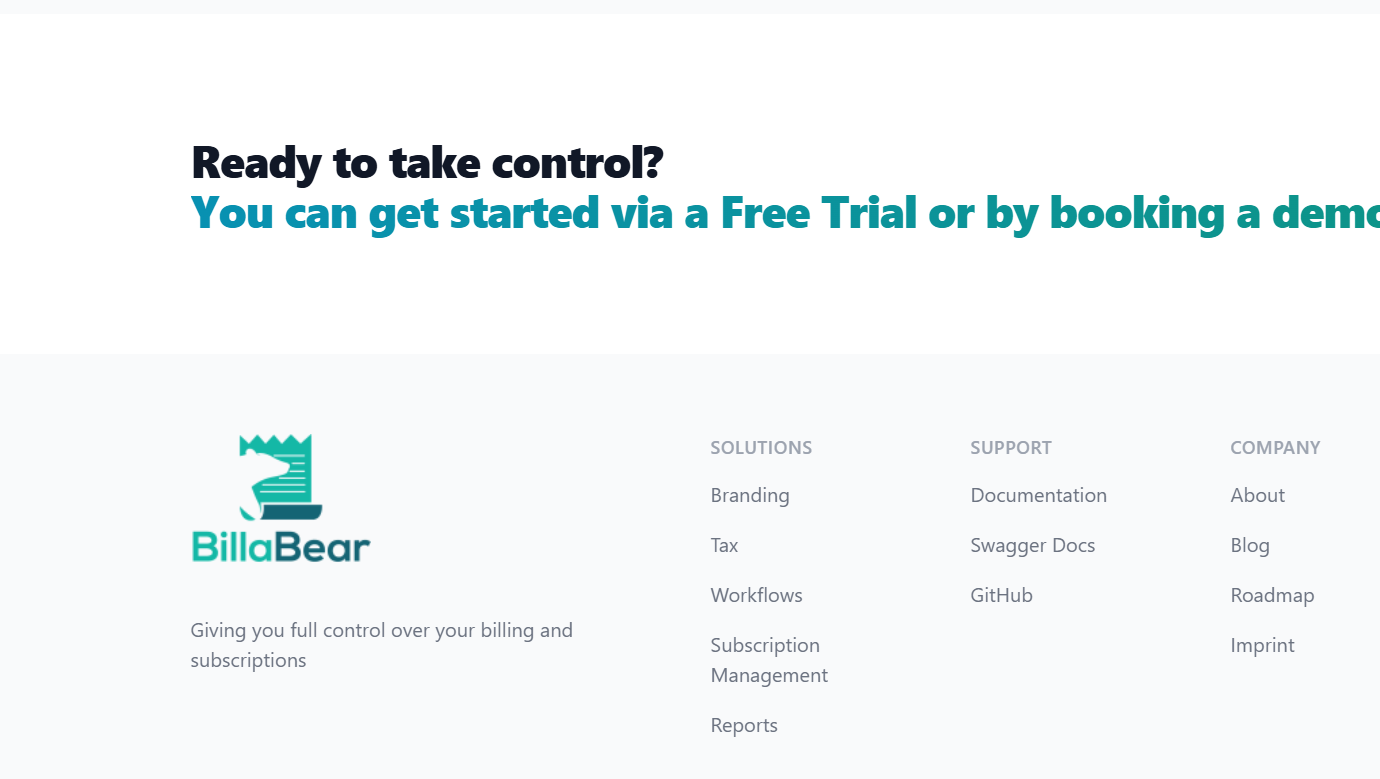 Ready to take control?
You can get started via a Free Trial or by booking a demo
BillaBear
Giving you full control over your billing and
subscriptions
SOLUTIONS
Branding
Tax
Workflows
Subscription
Management
Reports
SUPPORT
Documentation
Swagger Docs
GitHub
COMPANY
About
Blog
Roadmap
Imprint